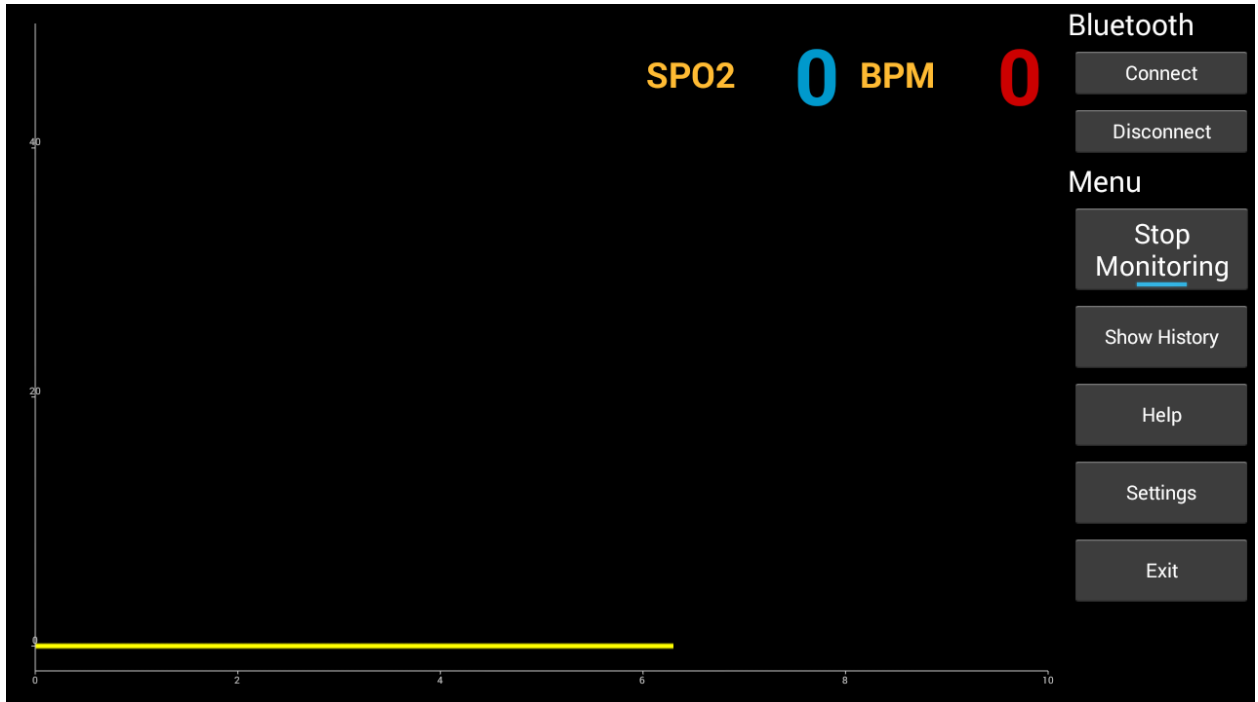 Bluetooth
SPO2 0 BPM 0
Connect
Disconnect
40
Menu
Stop
Monitoring
Show History
20
Help
Settings
Exit
0
0 2 4 6 8 10